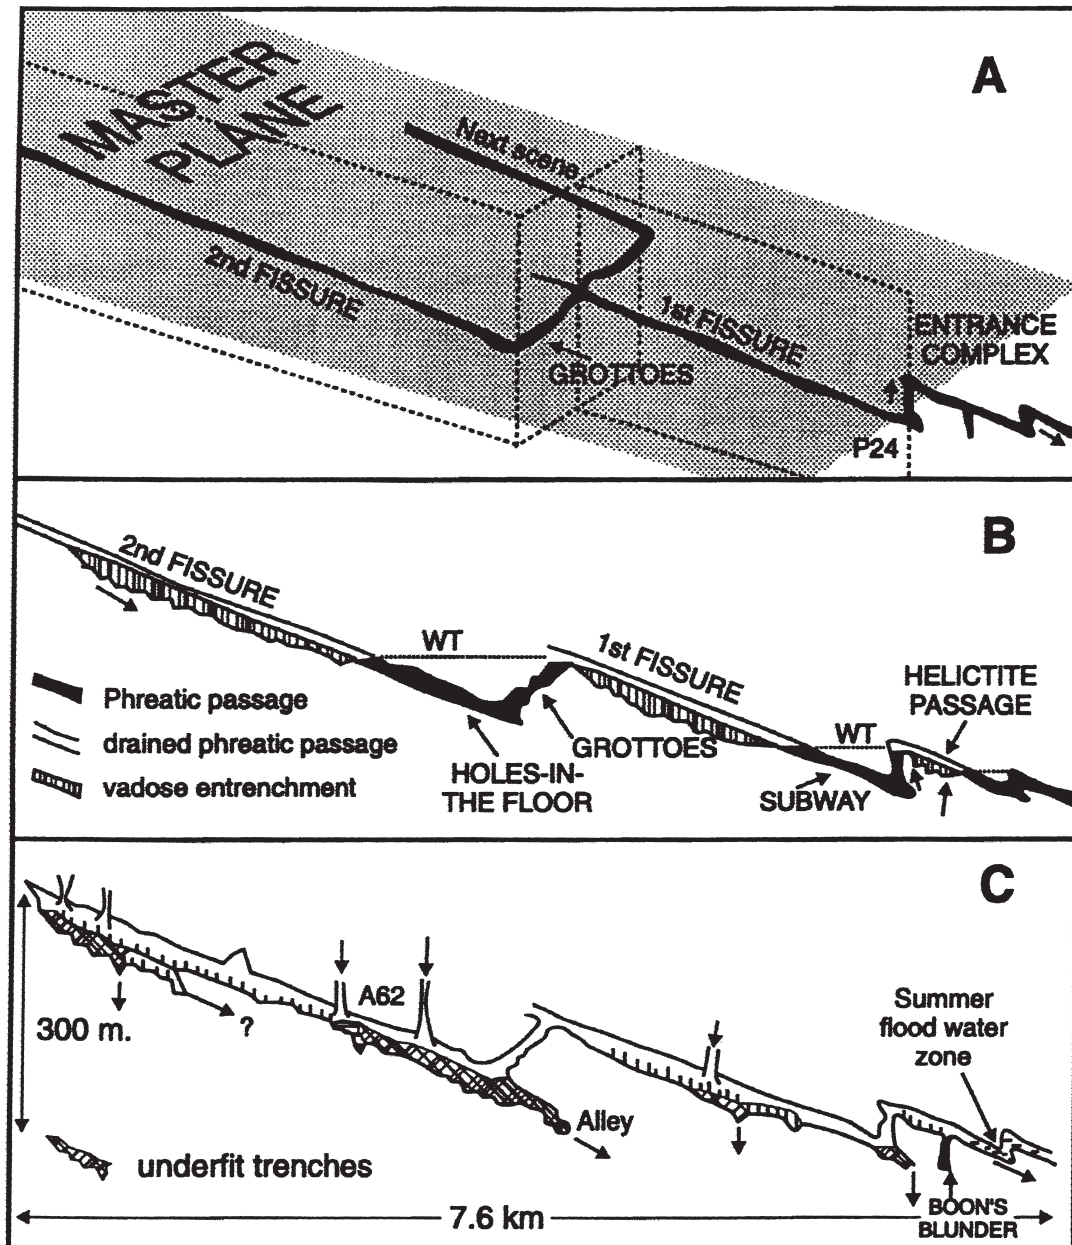 A
MASTER
PLANE
Next scene
2nd FISSURE
1st FISSURE
ENTRANCE
COMPLEX
GROTTOES
P24
B
2nd FISSURE
WT
1st FISSURE
HELICTITE
PASSAGE
Phreatic passage
drained phreatic passage
vadose entrenchment
GROTTOES
WT
HOLES-IN-
THE FLOOR
SUBWAY
C
A62
Summer
flood water
zone
300 m.
?
Alley
underfit trenches
7.6 km
BOON'S
BLUNDER